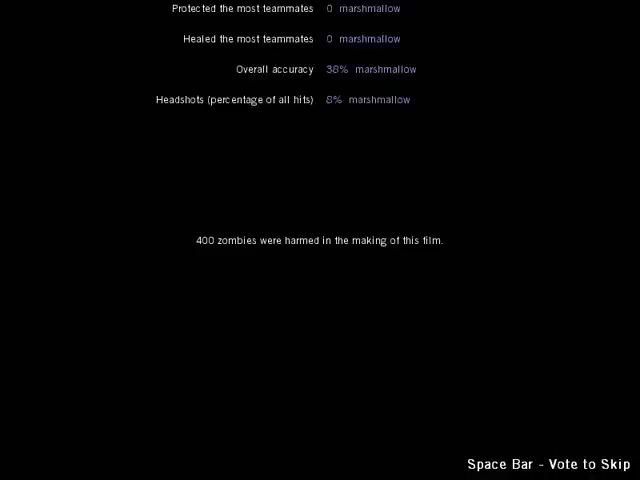 Protected the most teammates 0 marshmallow
Healed the most teammates 0 marshmallow
Overall accuracy 38% marshmallow
Headshots (percentage of all hits) 8% marshmallow
400 zombies were harmed in the making of this film.
Space Bar - Vote to Skip